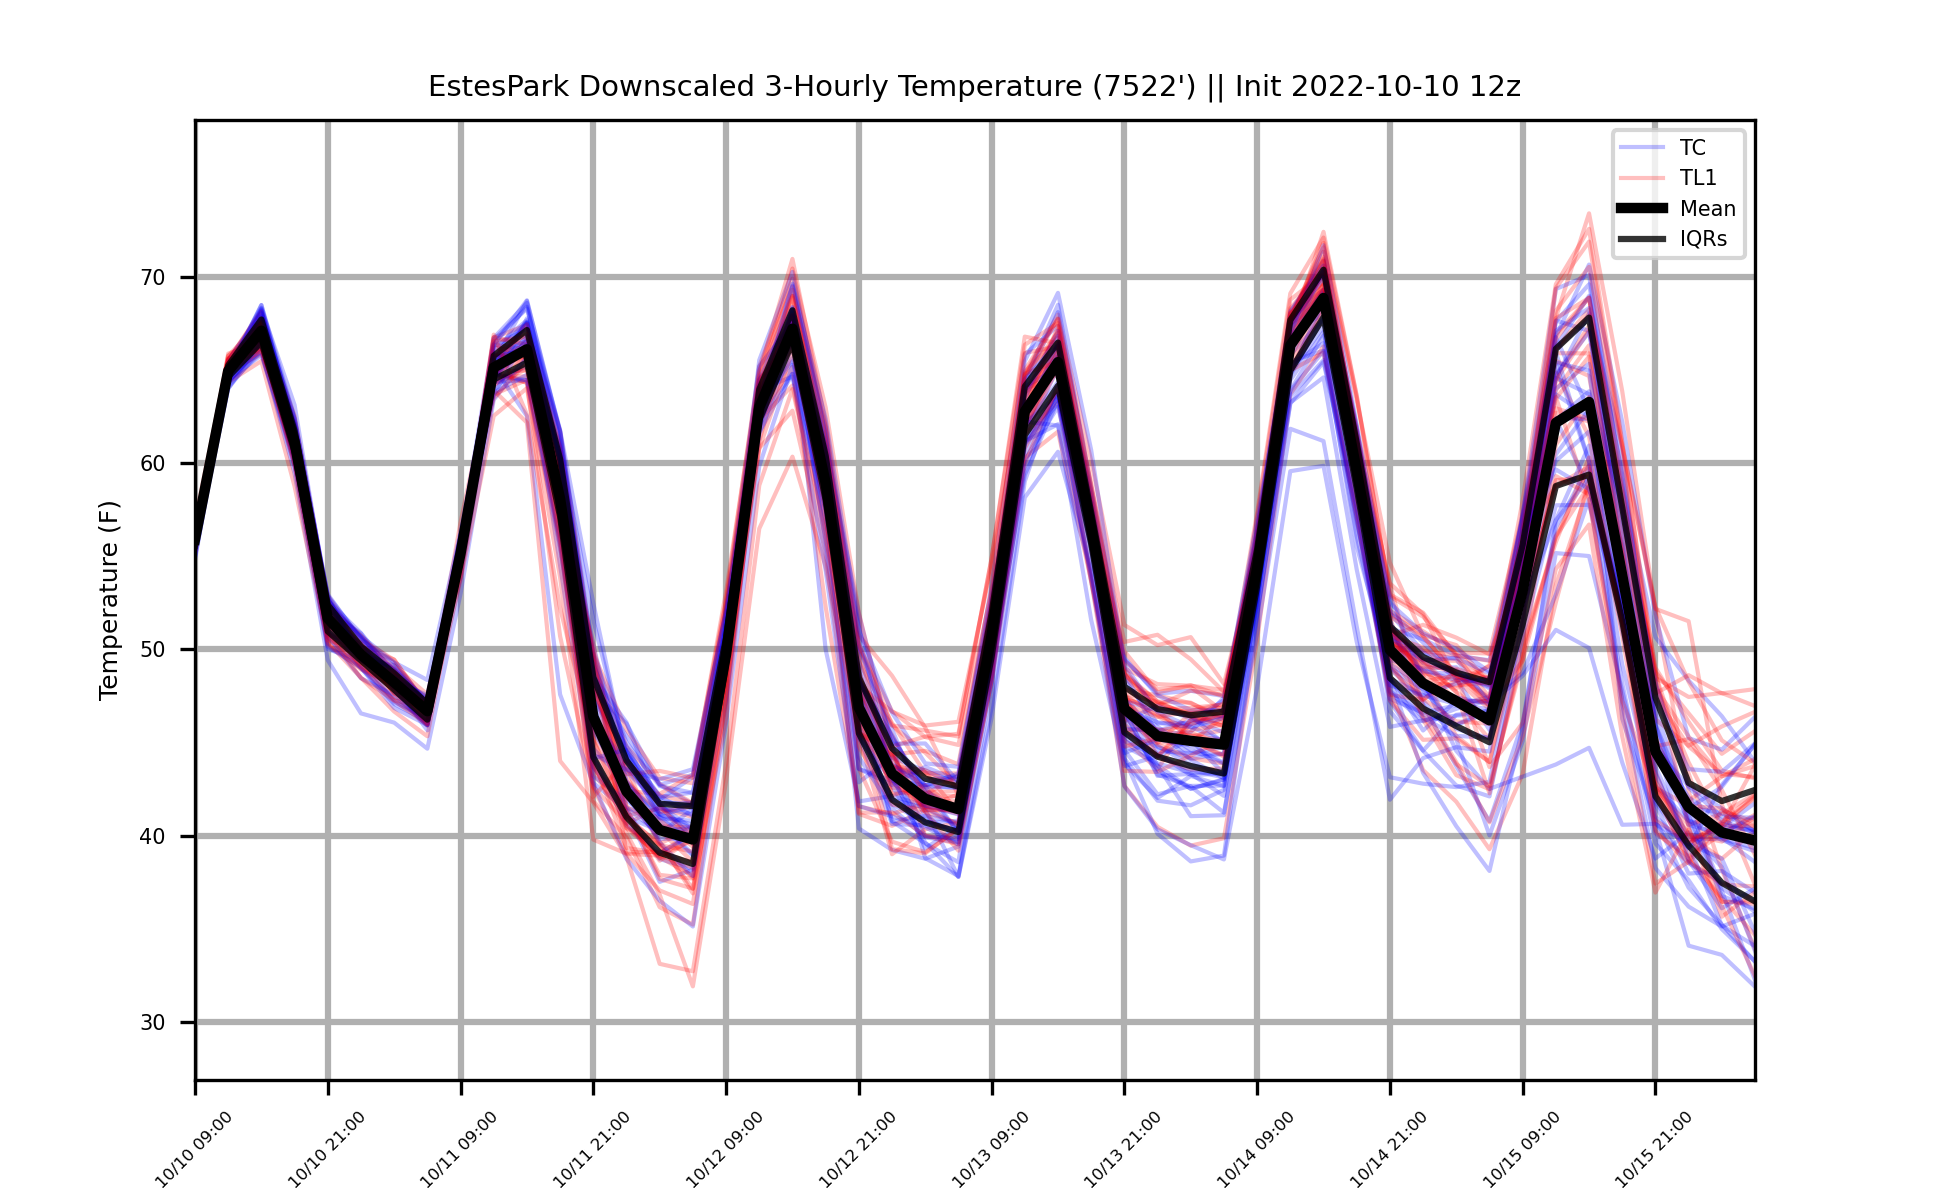 EstesPark Downscaled 3-Hourly Temperature (7522') || Init 2022-10-10 12z
TC
TL1
Mean
IQRs
Temperature (F)
70
60
50
40
30
10/10 09:00
10/10 21:00
10/11 09:00
10/11 21:00
10/12 09:00
10/12 21:00
10/13 09:00
10/13 21:00
10/14 09:00
10/14 21:00
10/15 09:00
10/15 21:00